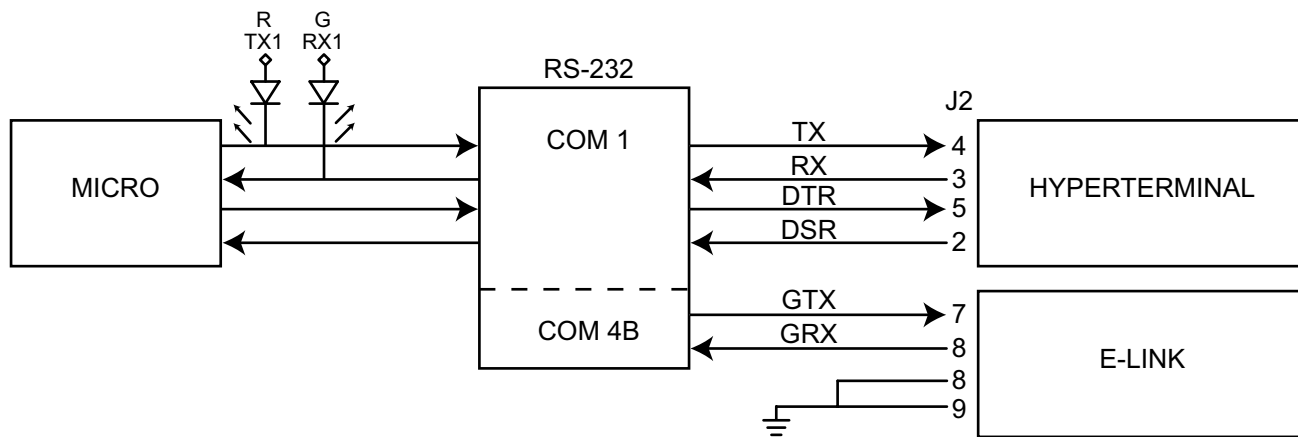 R
TX1
G
RX1
RS-232
J2
MICRO
COM 1
COM 4B
TX
4
RX
3
DTR
5
DSR
2
HYPERTERMINAL
GTX
7
GRX
8
8
9
E-LINK